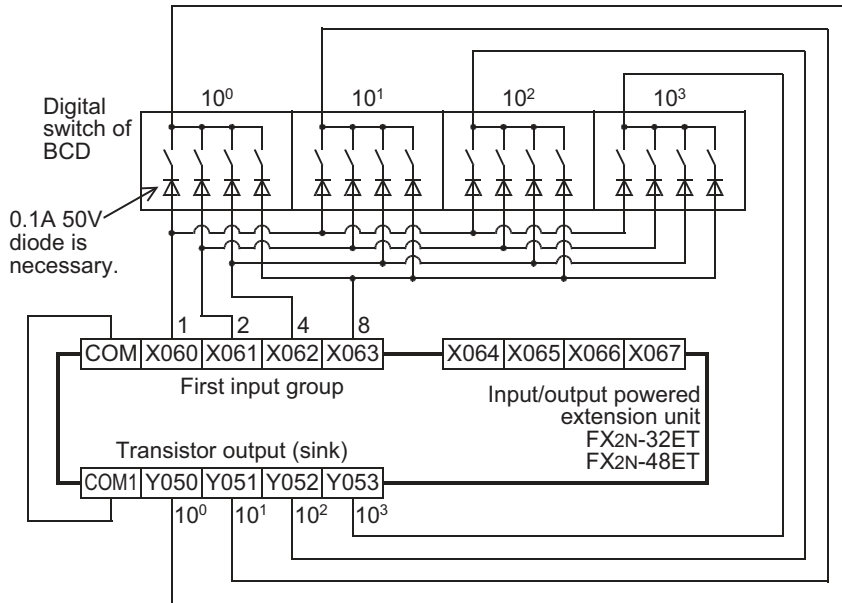 10⁰ 10¹ 10² 10³
Digital
switch of
BCD
0.1A 50V
diode is
necessary.
1 2 4 8
COM X060 X061 X062 X063 X064 X065 X066 X067
First input group
Input/output powered
extension unit
FX2N-32ET
FX2N-48ET
Transistor output (sink)
COM1 Y050 Y051 Y052 Y053
10⁰ 10¹ 10² 10³